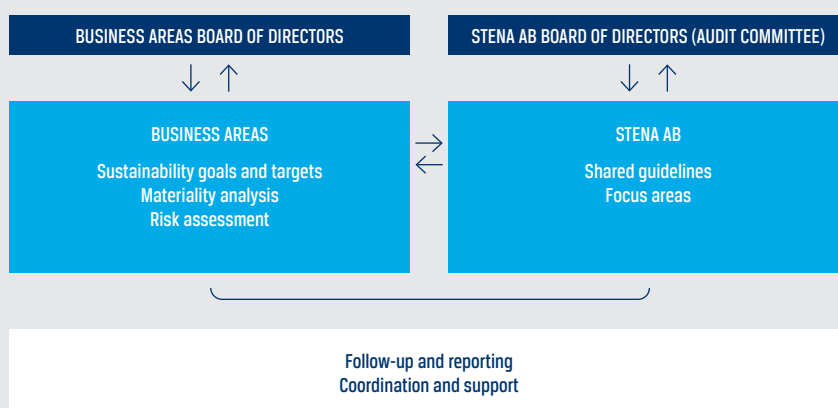 BUSINESS AREAS BOARD OF DIRECTORS
STENA AB BOARD OF DIRECTORS (AUDIT COMMITTEE)
BUSINESS AREAS
Sustainability goals and targets
Materiality analysis
Risk assessment
STENA AB
Shared guidelines
Focus areas
Follow-up and reporting
Coordination and support